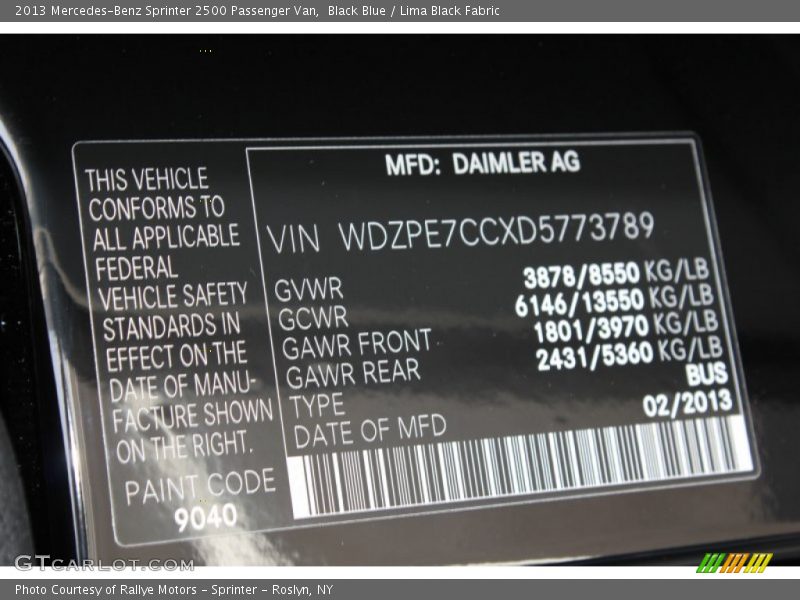 2013 Mercedes-Benz Sprinter 2500 Passenger Van,  Black Blue / Lima Black Fabric
THIS VEHICLE
CONFORMS TO
ALL APPLICABLE
FEDERAL
VEHICLE SAFETY
STANDARDS IN
EFFECT ON THE
DATE OF MANU-
FACTURE SHOWN
ON THE RIGHT.
PAINT CODE
9040
MFD: DAIMLER AG
VIN WDZPE7CCXD5773789
GVWR 3878/8550 KG/LB
GCWR 6146/13550 KG/LB
GAWR FRONT 1801/3970 KG/LB
GAWR REAR 2431/5360 KG/LB
TYPE BUS
DATE OF MFD 02/2013
GTCARLOT.COM
Photo Courtesy of Rallye Motors - Sprinter - Roslyn, NY